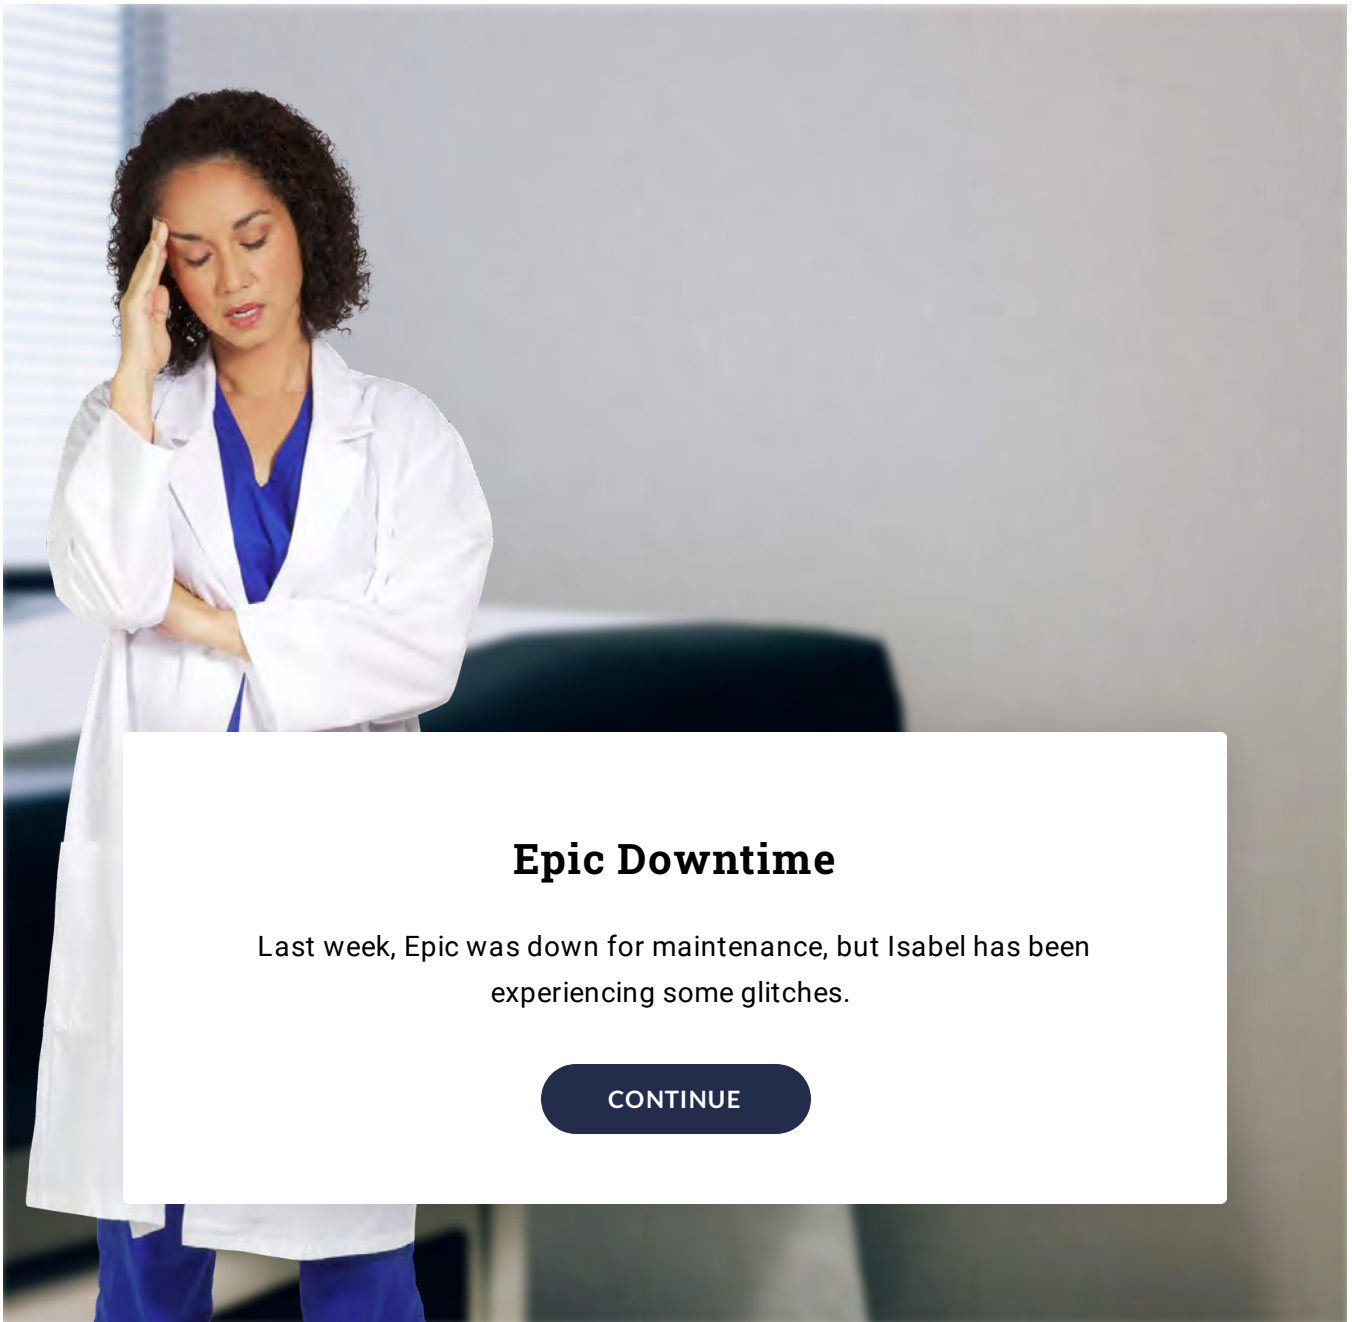 Epic Downtime
Last week, Epic was down for maintenance, but Isabel has been
experiencing some glitches.
CONTINUE